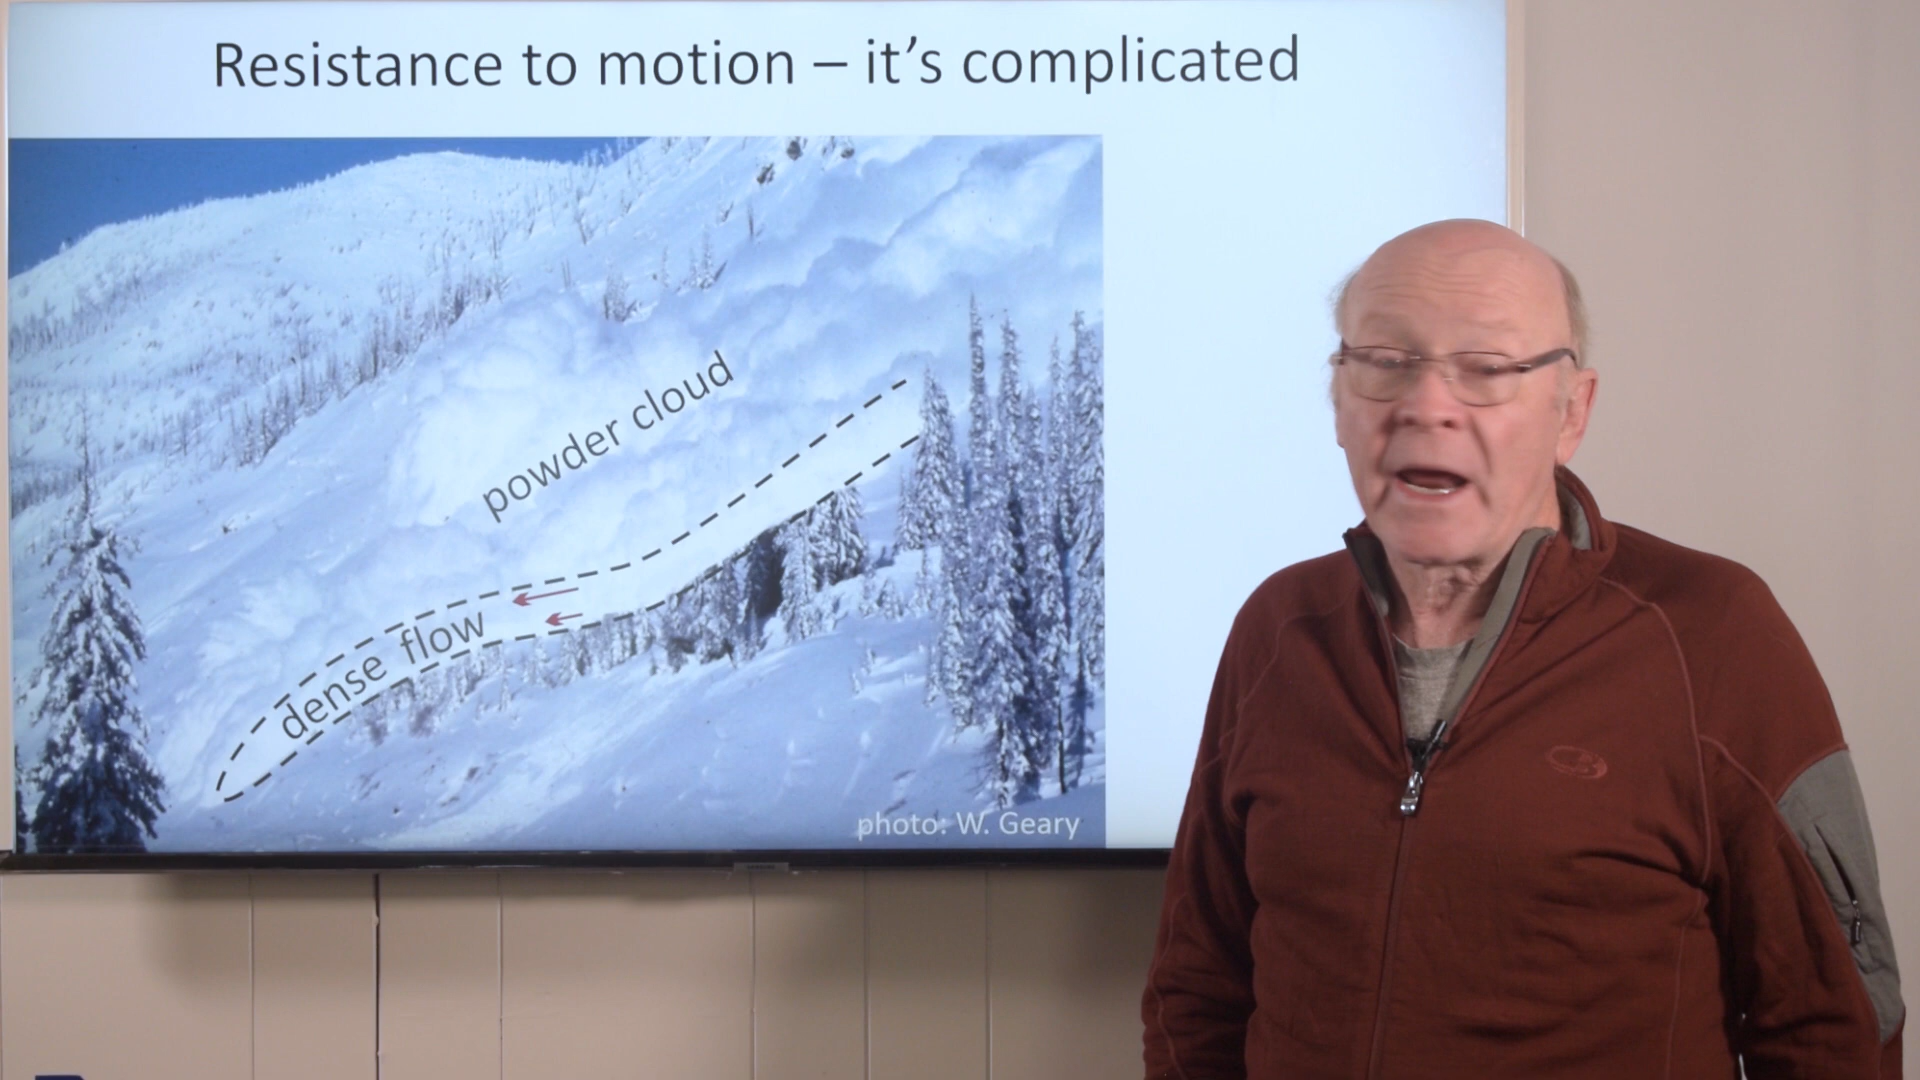 Resistance to motion – it's complicated
powder cloud
dense flow
photo: W. Geary